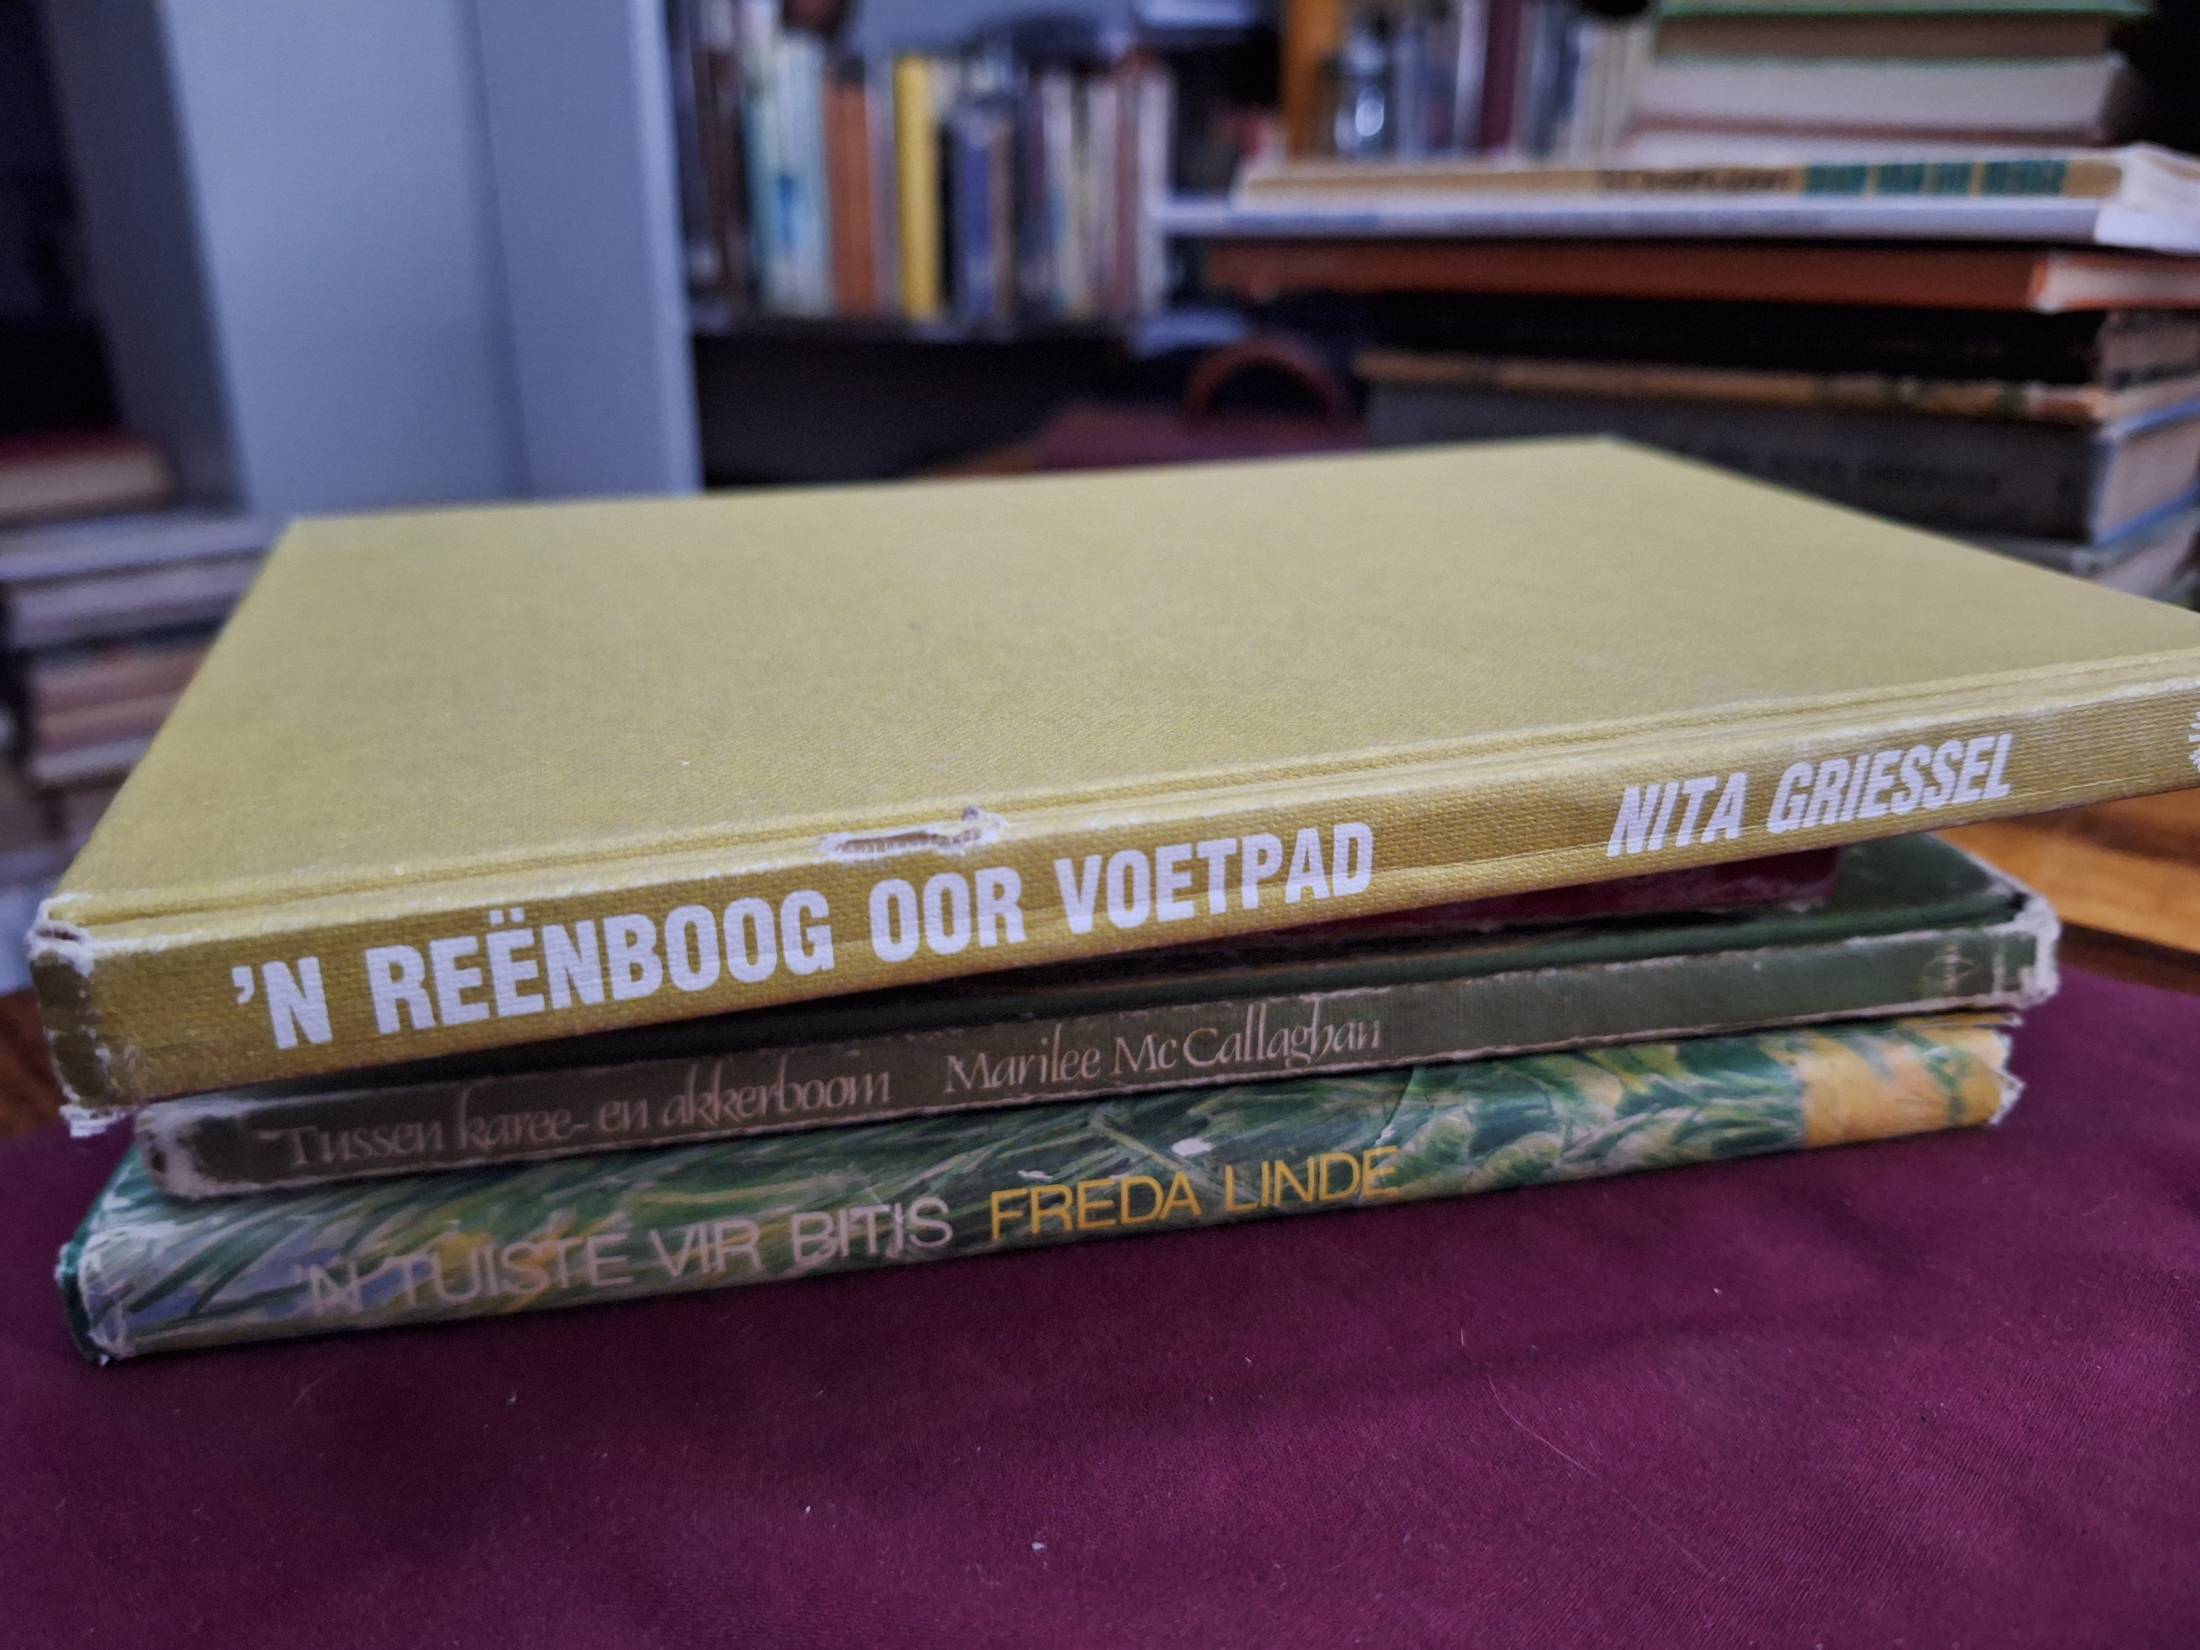 'N REËNBOOG OOR VOETPAD NITA GRIESSEL
Tussen karee- en akkerboom Marilee McCallaghan
'N TUISTE VIR BITIS FREDA LINDE